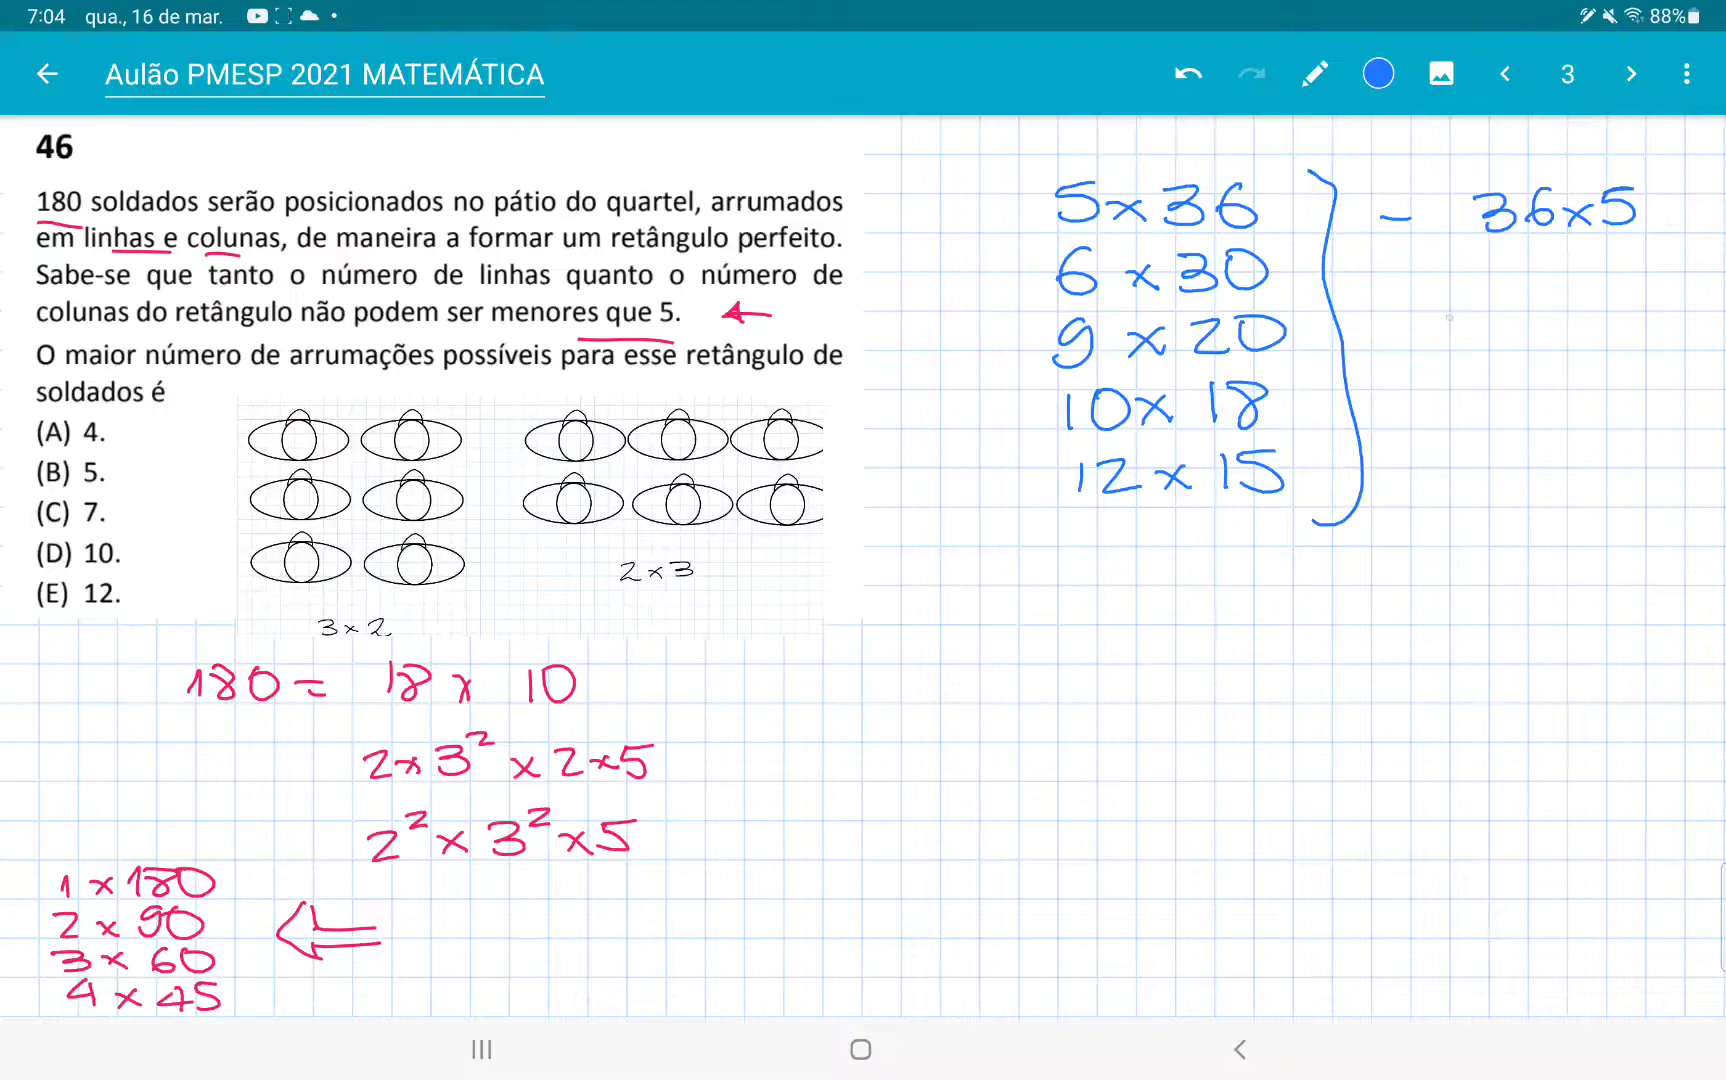 7:04 qua., 16 de mar. 88%
Aulão PMESP 2021 MATEMÁTICA
3
46
180 soldados serão posicionados no pátio do quartel, arrumados
em linhas e colunas, de maneira a formar um retângulo perfeito.
Sabe-se que tanto o número de linhas quanto o número de
colunas do retângulo não podem ser menores que 5.
O maior número de arrumações possíveis para esse retângulo de
soldados é
(A) 4.
(B) 5.
(C) 7.
(D) 10.
(E) 12.
2 x 3
3 x 2
180 = 18 x 10
2 x 3² x 2 x 5
2² x 3² x 5
1 x 180
2 x 90
3 x 60
4 x 45
5 x 36
6 x 30
9 x 20
10 x 18
12 x 15
- 36 x 5